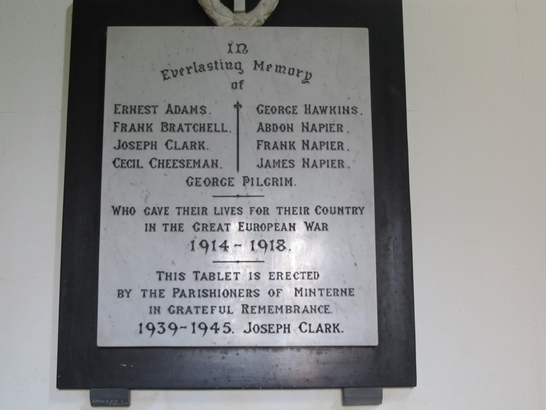 In
Everlasting Memory
of
Ernest Adams. George Hawkins.
Frank Bratchell. Abdon Napier.
Joseph Clark. Frank Napier.
Cecil Cheeseman. James Napier.
George Pilgrim.
Who gave their lives for their Country
in the Great European War
1914-1918.
This Tablet is erected
by the Parishioners of Minterne
in grateful Remembrance.
1939-1945. Joseph Clark.